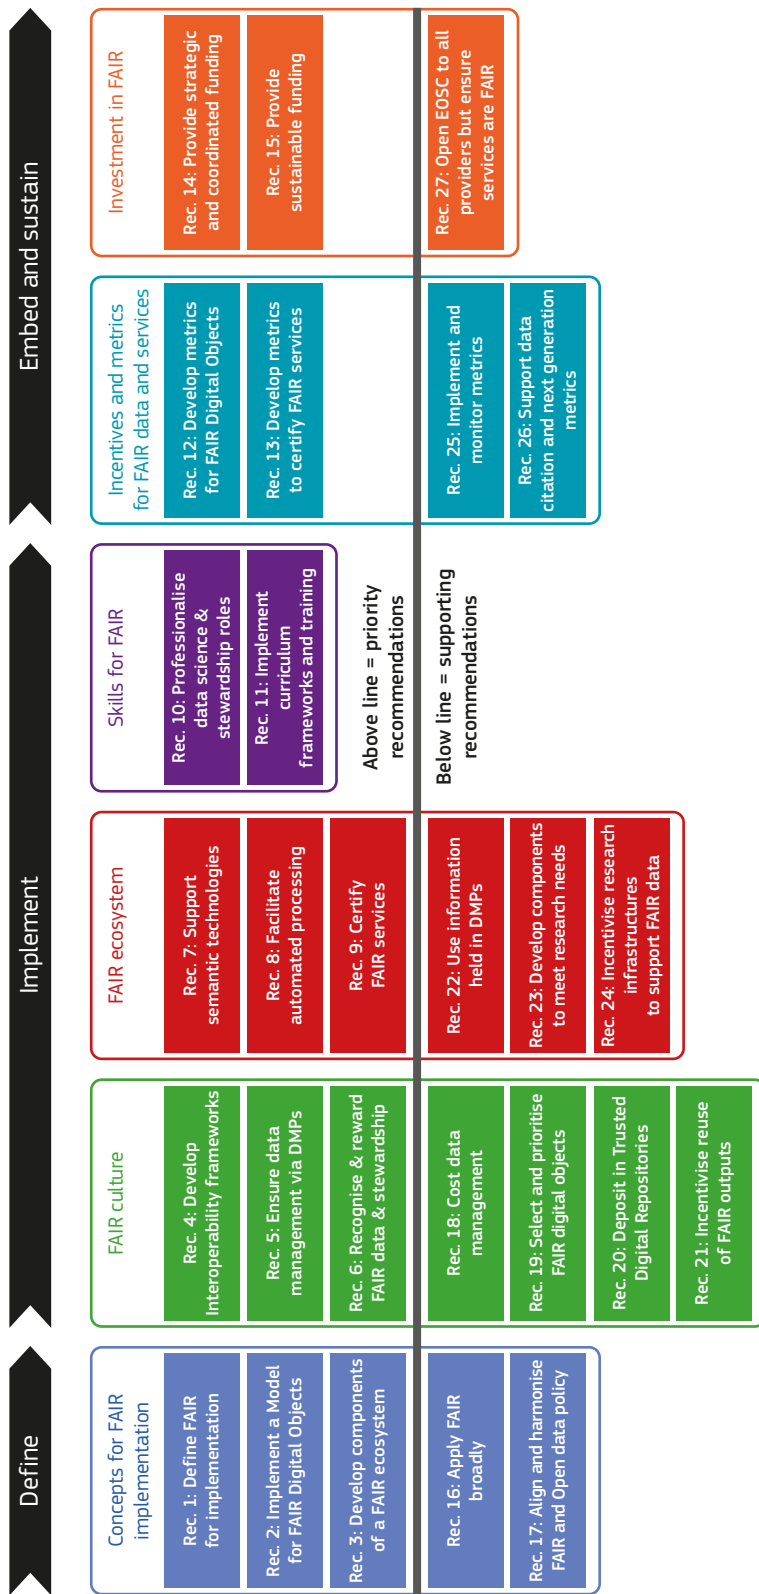 Define
Implement
Embed and sustain
Concepts for FAIR
implementation
Rec. 1: Define FAIR
for implementation
Rec. 2: Implement a Model
for FAIR Digital Objects
Rec. 3: Develop components
of a FAIR ecosystem
Rec. 16: Apply FAIR
broadly
Rec. 17: Align and harmonise
FAIR and Open data policy
FAIR culture
Rec. 4: Develop
Interoperability frameworks
Rec. 5: Ensure data
management via DMPs
Rec. 6: Recognise & reward
FAIR data & stewardship
Rec. 18: Cost data
management
Rec. 19: Select and prioritise
FAIR digital objects
Rec. 20: Deposit in Trusted
Digital Repositories
Rec. 21: Incentivise reuse
of FAIR outputs
FAIR ecosystem
Rec. 7: Support
semantic technologies
Rec. 8: Facilitate
automated processing
Rec. 9: Certify
FAIR services
Rec. 22: Use information
held in DMPs
Rec. 23: Develop components
to meet research needs
Rec. 24: Incentivise research
infrastructures
to support FAIR data
Skills for FAIR
Rec. 10: Professionalise
data science &
stewardship roles
Rec. 11: Implement
curriculum
frameworks and training
Above line = priority
recommendations
Below line = supporting
recommendations
Incentives and metrics
for FAIR data and services
Rec. 12: Develop metrics
for FAIR Digital Objects
Rec. 13: Develop metrics
to certify FAIR services
Rec. 25: Implement and
monitor metrics
Rec. 26: Support data
citation and next generation
metrics
Investment in FAIR
Rec. 14: Provide strategic
and coordinated funding
Rec. 15: Provide
sustainable funding
Rec. 27: Open EOSC to all
providers but ensure
services are FAIR